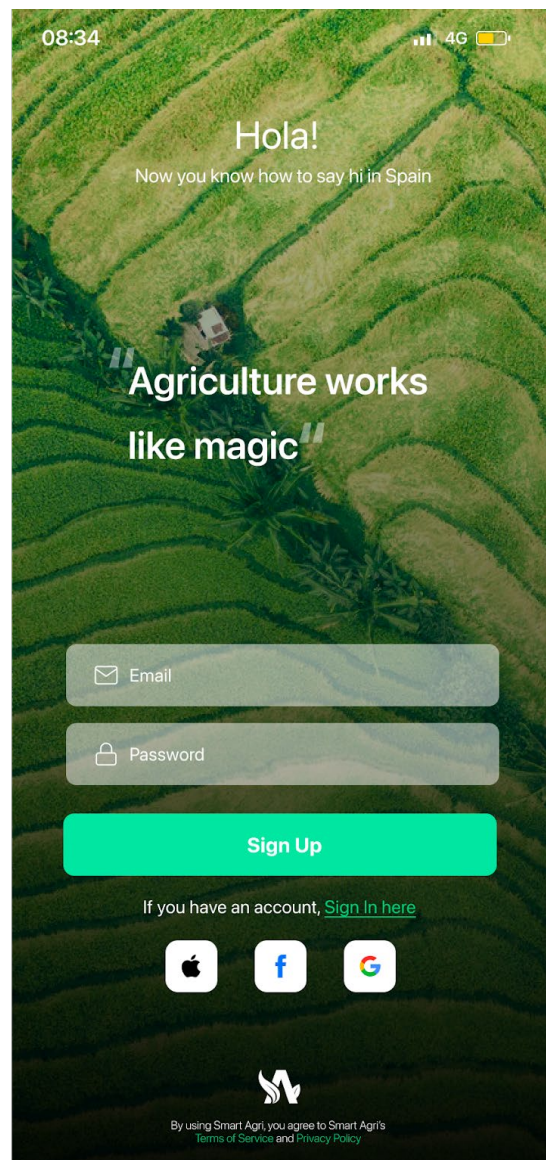 08:34
4G
Hola!
Now you know how to say hi in Spain
"Agriculture works
like magic"
Email
Password
Sign Up
If you have an account, Sign In here
By using Smart Agri, you agree to Smart Agri's
Terms of Service and Privacy Policy